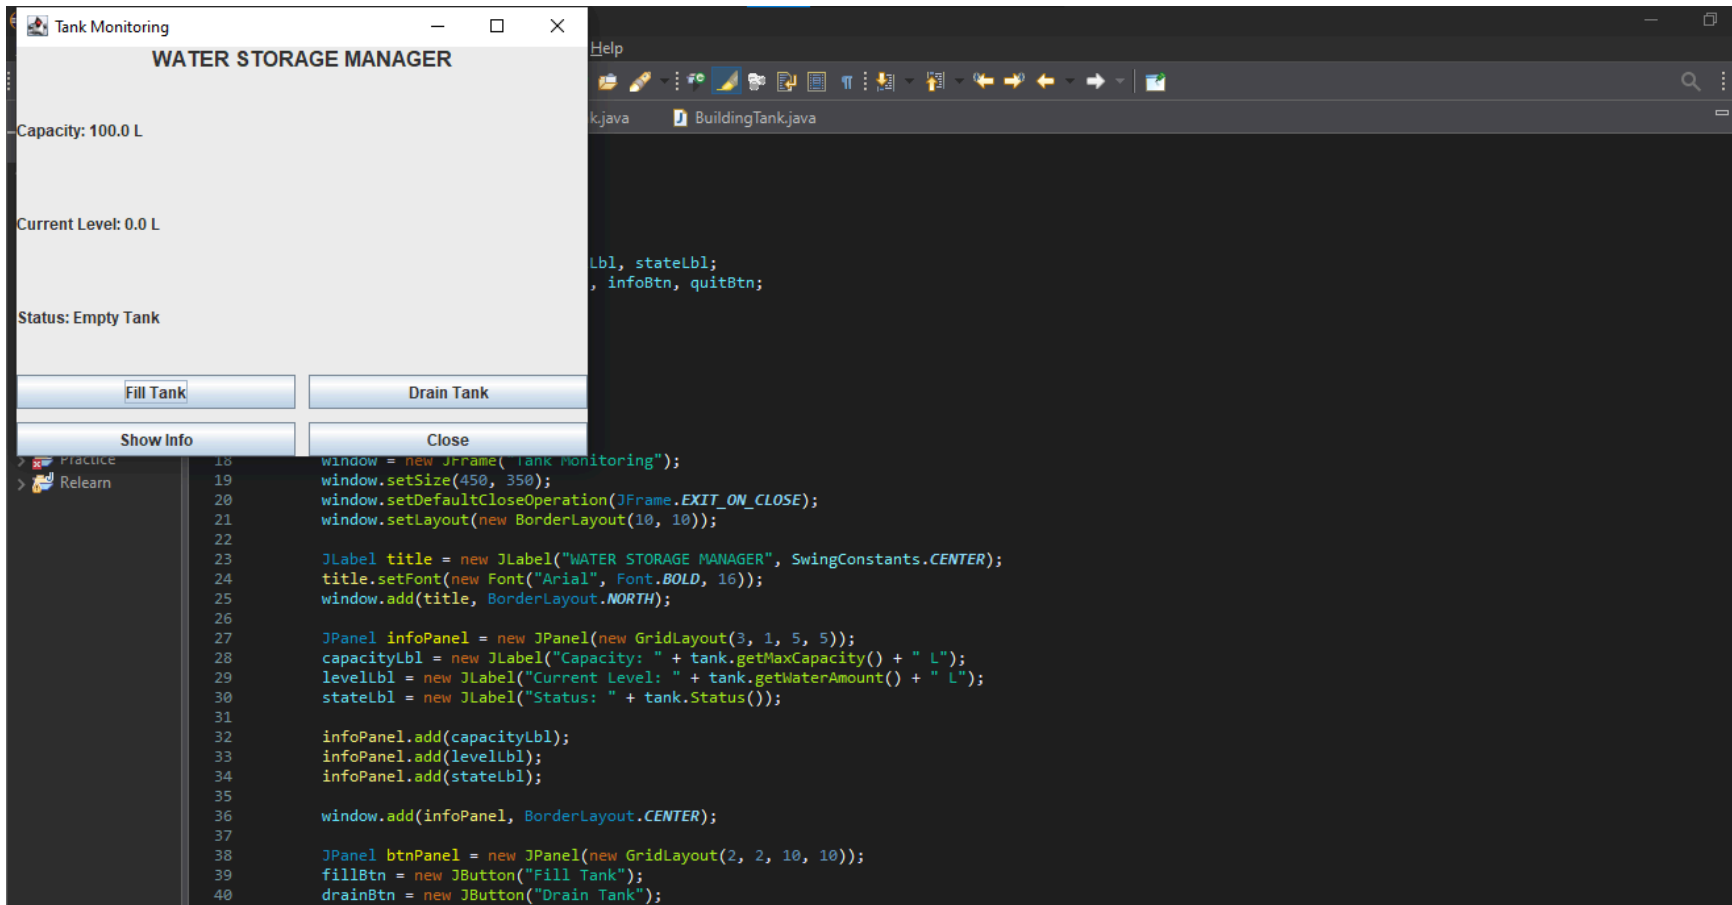 Tank Monitoring
WATER STORAGE MANAGER
Capacity: 100.0 L
Current Level: 0.0 L
Status: Empty Tank
Fill Tank
Drain Tank
Show Info
Close
Help
k.java
BuildingTank.java
Lbl, stateLbl;
, infoBtn, quitBtn;
Practice
Relearn
18 window = new JFrame("Tank Monitoring");
19 window.setSize(450, 350);
20 window.setDefaultCloseOperation(JFrame.EXIT_ON_CLOSE);
21 window.setLayout(new BorderLayout(10, 10));
22
23 JLabel title = new JLabel("WATER STORAGE MANAGER", SwingConstants.CENTER);
24 title.setFont(new Font("Arial", Font.BOLD, 16));
25 window.add(title, BorderLayout.NORTH);
26
27 JPanel infoPanel = new JPanel(new GridLayout(3, 1, 5, 5));
28 capacityLbl = new JLabel("Capacity: " + tank.getMaxCapacity() + " L");
29 levelLbl = new JLabel("Current Level: " + tank.getWaterAmount() + " L");
30 stateLbl = new JLabel("Status: " + tank.Status());
31
32 infoPanel.add(capacityLbl);
33 infoPanel.add(levelLbl);
34 infoPanel.add(stateLbl);
35
36 window.add(infoPanel, BorderLayout.CENTER);
37
38 JPanel btnPanel = new JPanel(new GridLayout(2, 2, 10, 10));
39 fillBtn = new JButton("Fill Tank");
40 drainBtn = new JButton("Drain Tank");